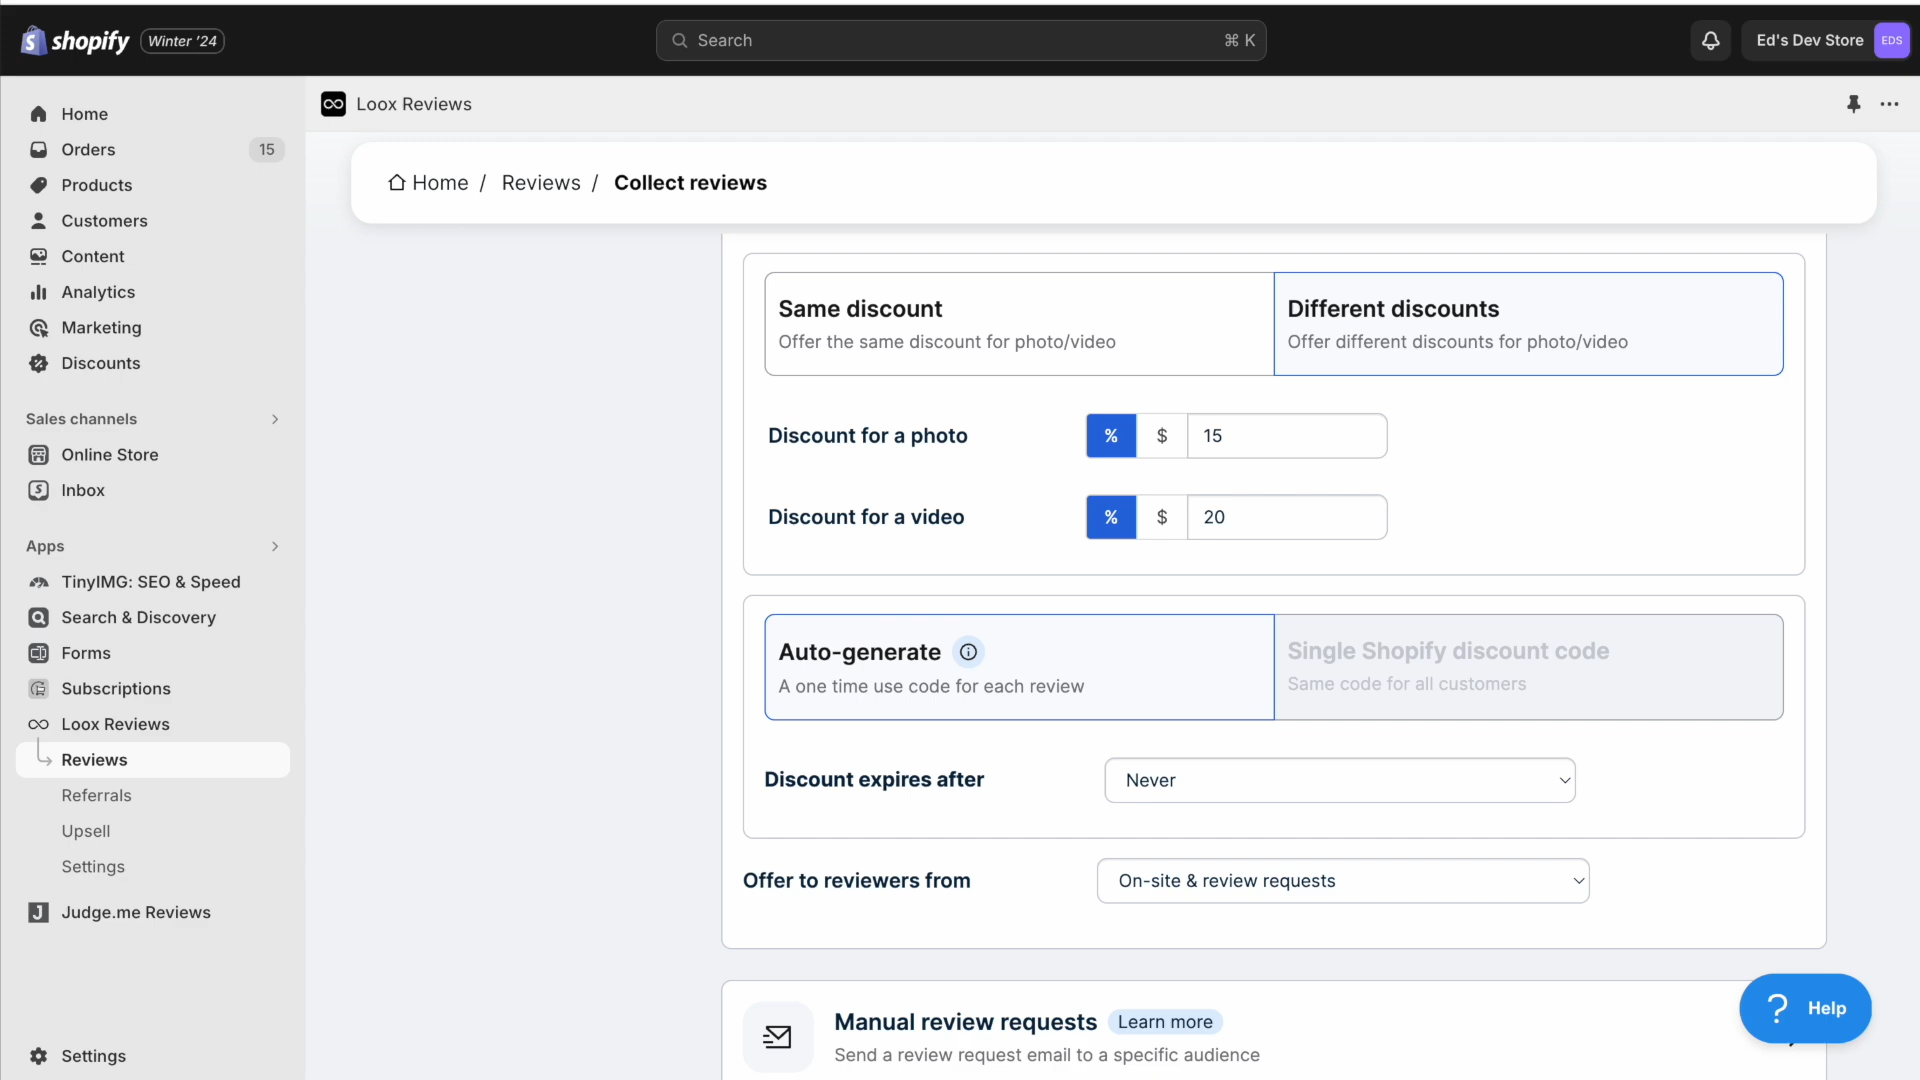 shopify Winter '24
Search ⌘ K
Ed's Dev Store EDS
Home
Orders 15
Products
Customers
Content
Analytics
Marketing
Discounts
Sales channels
Online Store
Inbox
Apps
TinyIMG: SEO & Speed
Search & Discovery
Forms
Subscriptions
Loox Reviews
Reviews
Referrals
Upsell
Settings
Judge.me Reviews
Settings
Loox Reviews
Home / Reviews / Collect reviews
Same discount
Offer the same discount for photo/video
Different discounts
Offer different discounts for photo/video
Discount for a photo % $ 15
Discount for a video % $ 20
Auto-generate
A one time use code for each review
Single Shopify discount code
Same code for all customers
Discount expires after Never
Offer to reviewers from On-site & review requests
Manual review requests Learn more
Send a review request email to a specific audience
? Help